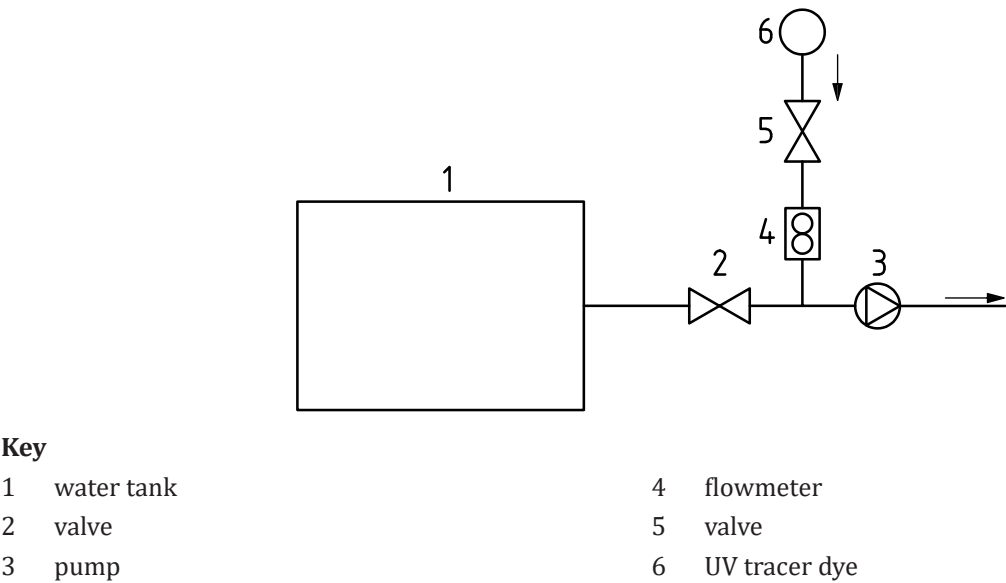 6
5
1
4
2
3
Key
1 water tank
2 valve
3 pump
4 flowmeter
5 valve
6 UV tracer dye